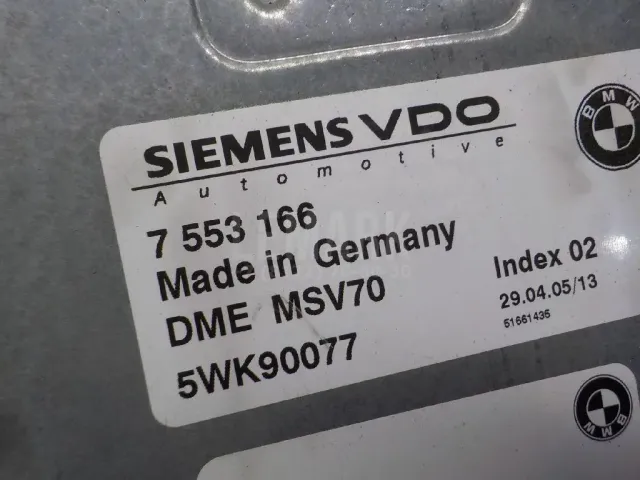 SIEMENS VDO
Automotive
7 553 166
Made in Germany
DME MSV70
5WK90077
Index 02
29.04.05/13
51661436
BMW
BMW